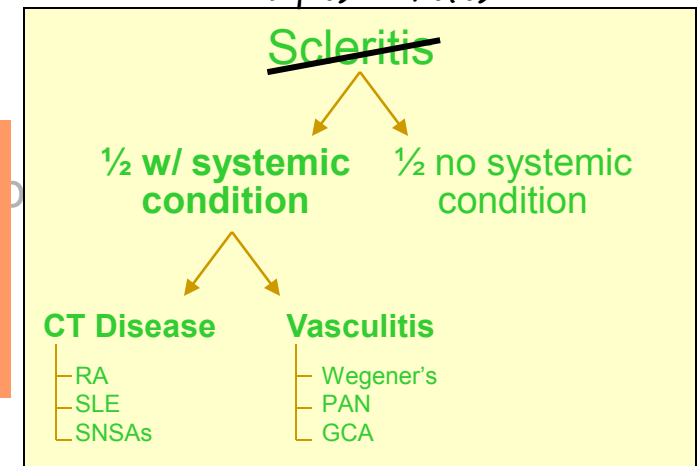 Scleritis
½ w/ systemic condition
½ no systemic condition
CT Disease
RA
SLE
SNSAs
Vasculitis
Wegener's
PAN
GCA